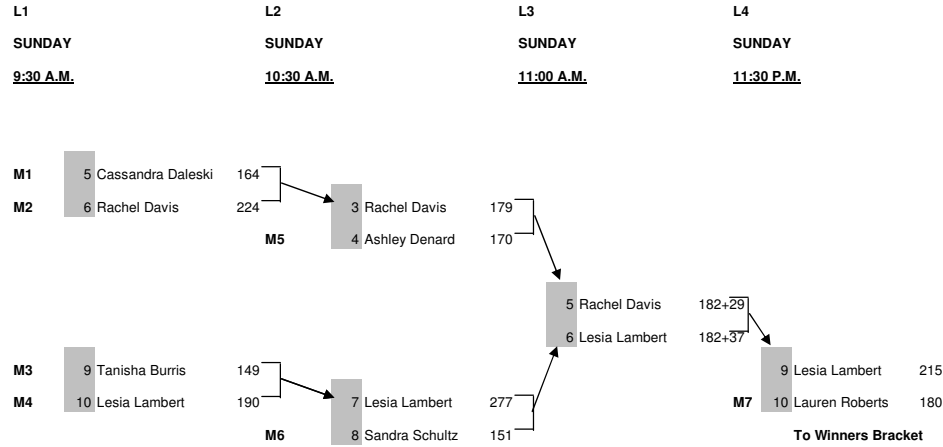 L1 L2 L3 L4
SUNDAY SUNDAY SUNDAY SUNDAY
9:30 A.M. 10:30 A.M. 11:00 A.M. 11:30 P.M.
M1 5 Cassandra Daleski 164
M2 6 Rachel Davis 224 3 Rachel Davis 179
M5 4 Ashley Denard 170
5 Rachel Davis 182+29
6 Lesia Lambert 182+37
M3 9 Tanisha Burris 149 9 Lesia Lambert 215
M4 10 Lesia Lambert 190 7 Lesia Lambert 277 M7 10 Lauren Roberts 180
M6 8 Sandra Schultz 151 To Winners Bracket